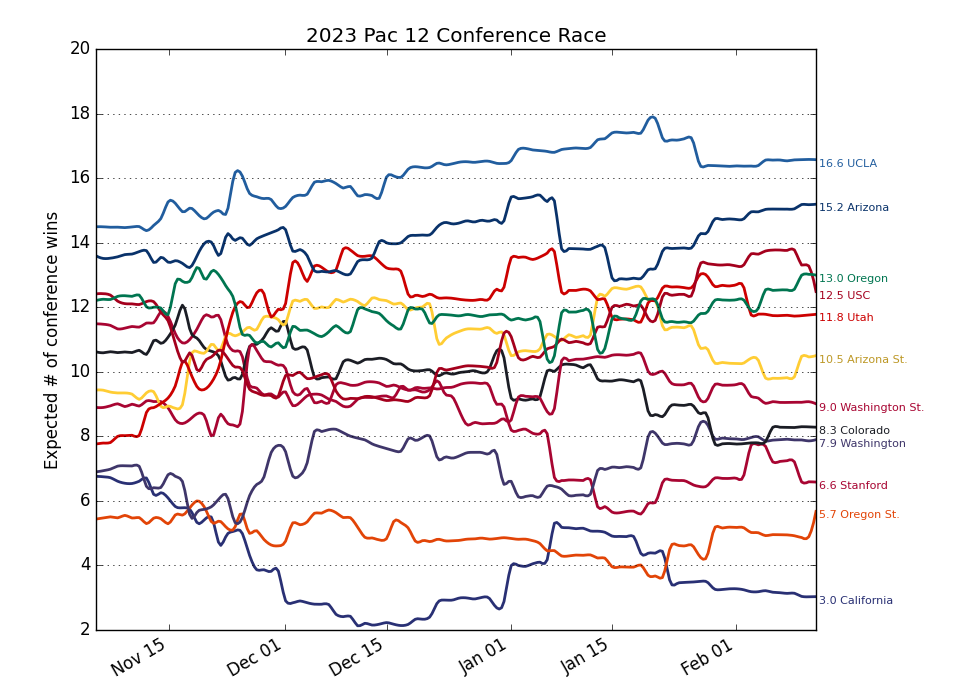 2023 Pac 12 Conference Race
Expected # of conference wins
20
18
16
14
12
10
8
6
4
2
16.6 UCLA
15.2 Arizona
13.0 Oregon
12.5 USC
11.8 Utah
10.5 Arizona St.
9.0 Washington St.
8.3 Colorado
7.9 Washington
6.6 Stanford
5.7 Oregon St.
3.0 California
Nov 15
Dec 01
Dec 15
Jan 01
Jan 15
Feb 01